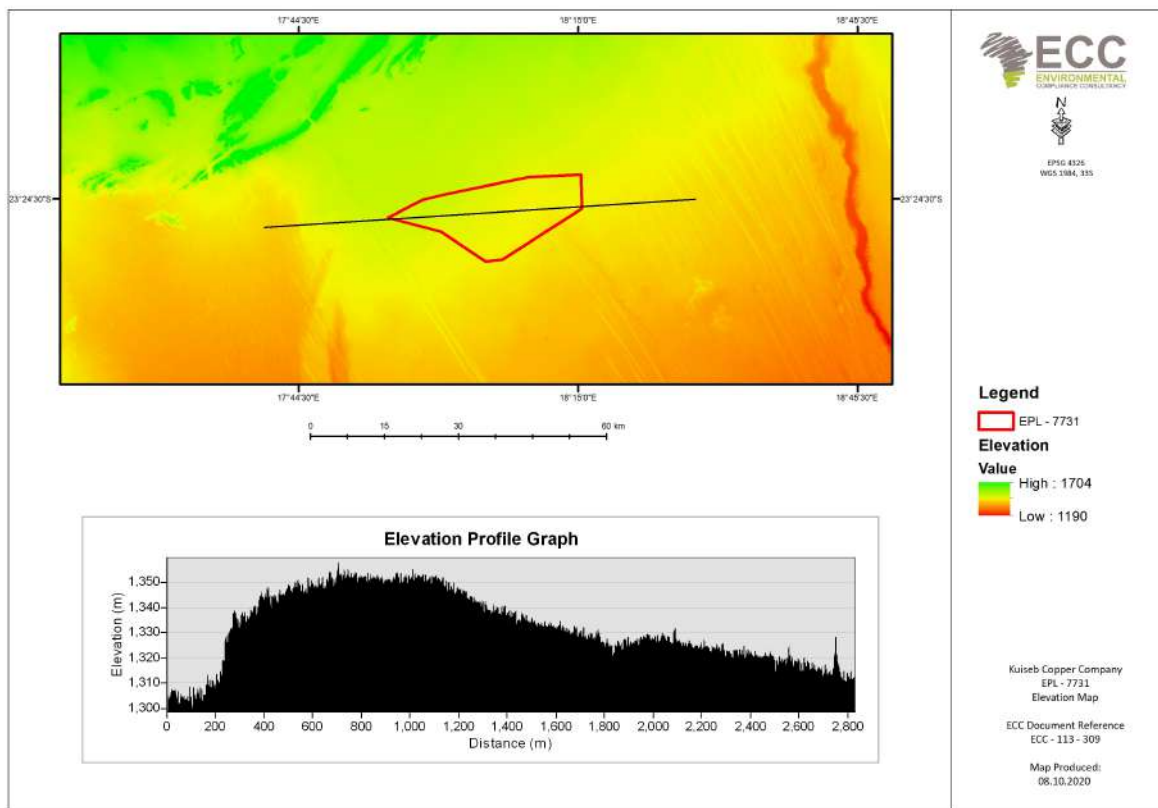 17°44'30"E
18°15'0"E
18°45'30"E
23°24'30"S
23°24'30"S
17°44'30"E
18°15'0"E
18°45'30"E
0 15 30 60 km
Elevation Profile Graph
Elevation (m)
1,350
1,340
1,330
1,320
1,310
1,300
0 200 400 600 800 1,000 1,200 1,400 1,600 1,800 2,000 2,200 2,400 2,600 2,800
Distance (m)
ECC
ENVIRONMENTAL
COMPLIANCE CONSULTANCY
N
EPSG 4326
WGS 1984, 33S
Legend
EPL - 7731
Elevation
Value
High : 1704
Low : 1190
Kuiseb Copper Company
EPL - 7731
Elevation Map
ECC Document Reference
ECC - 113 - 309
Map Produced:
08.10.2020